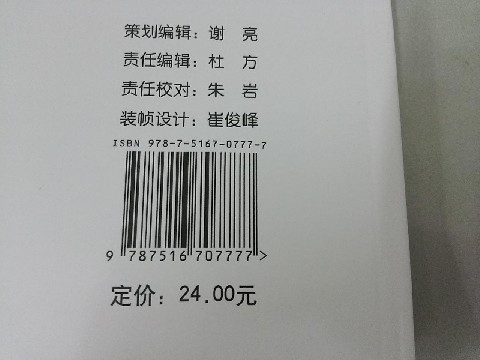 策划编辑：谢 亮
责任编辑：杜 方
责任校对：朱 岩
装帧设计：崔俊峰
ISBN 978-7-5167-0777-7
9 787516 707777>
定价：24.00元